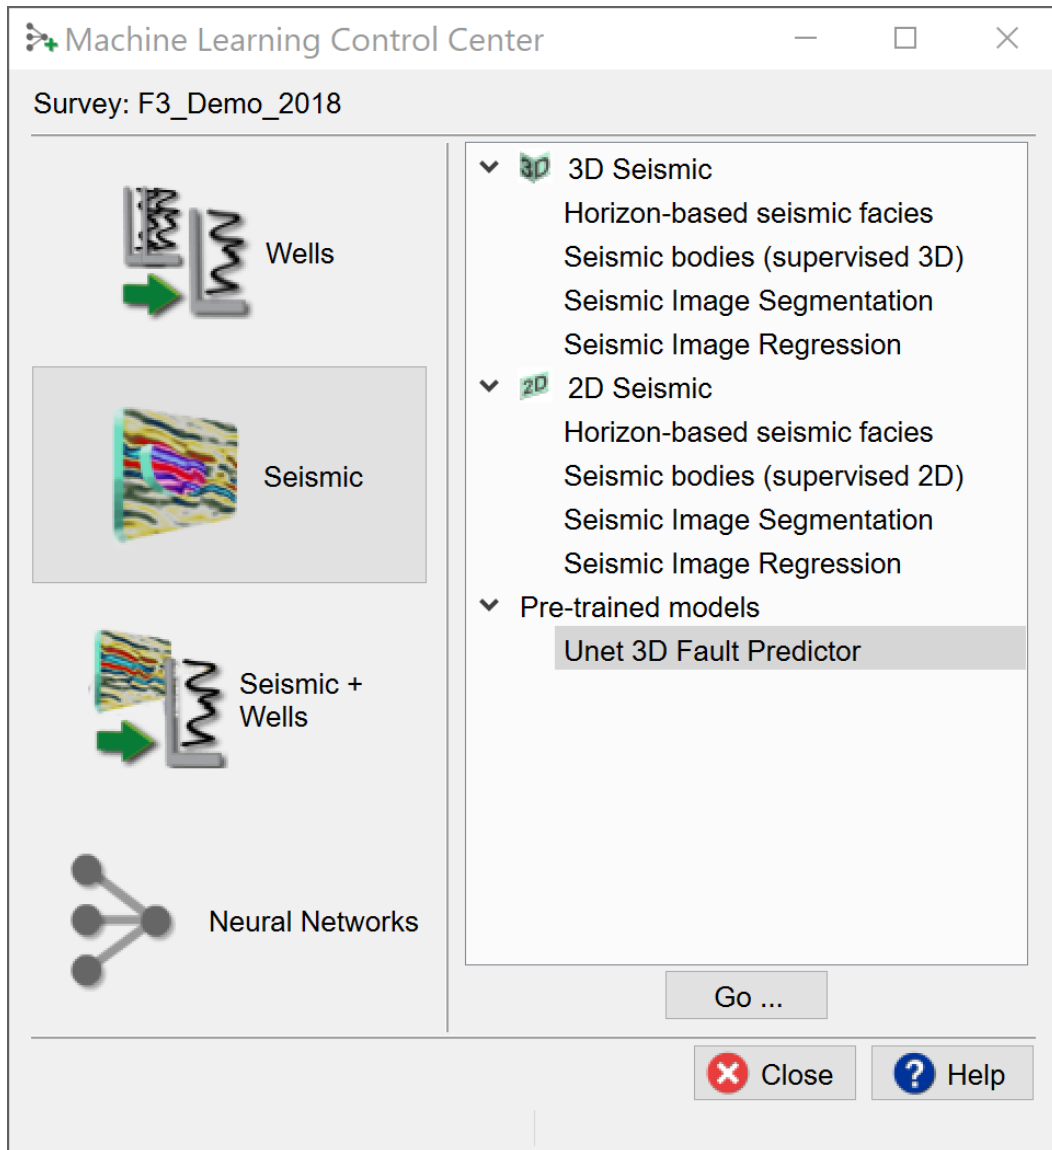 Machine Learning Control Center
Survey: F3_Demo_2018
Wells
Seismic
Seismic +
Wells
Neural Networks
3D 3D Seismic
Horizon-based seismic facies
Seismic bodies (supervised 3D)
Seismic Image Segmentation
Seismic Image Regression
2D 2D Seismic
Horizon-based seismic facies
Seismic bodies (supervised 2D)
Seismic Image Segmentation
Seismic Image Regression
Pre-trained models
Unet 3D Fault Predictor
Go ...
Close
? Help